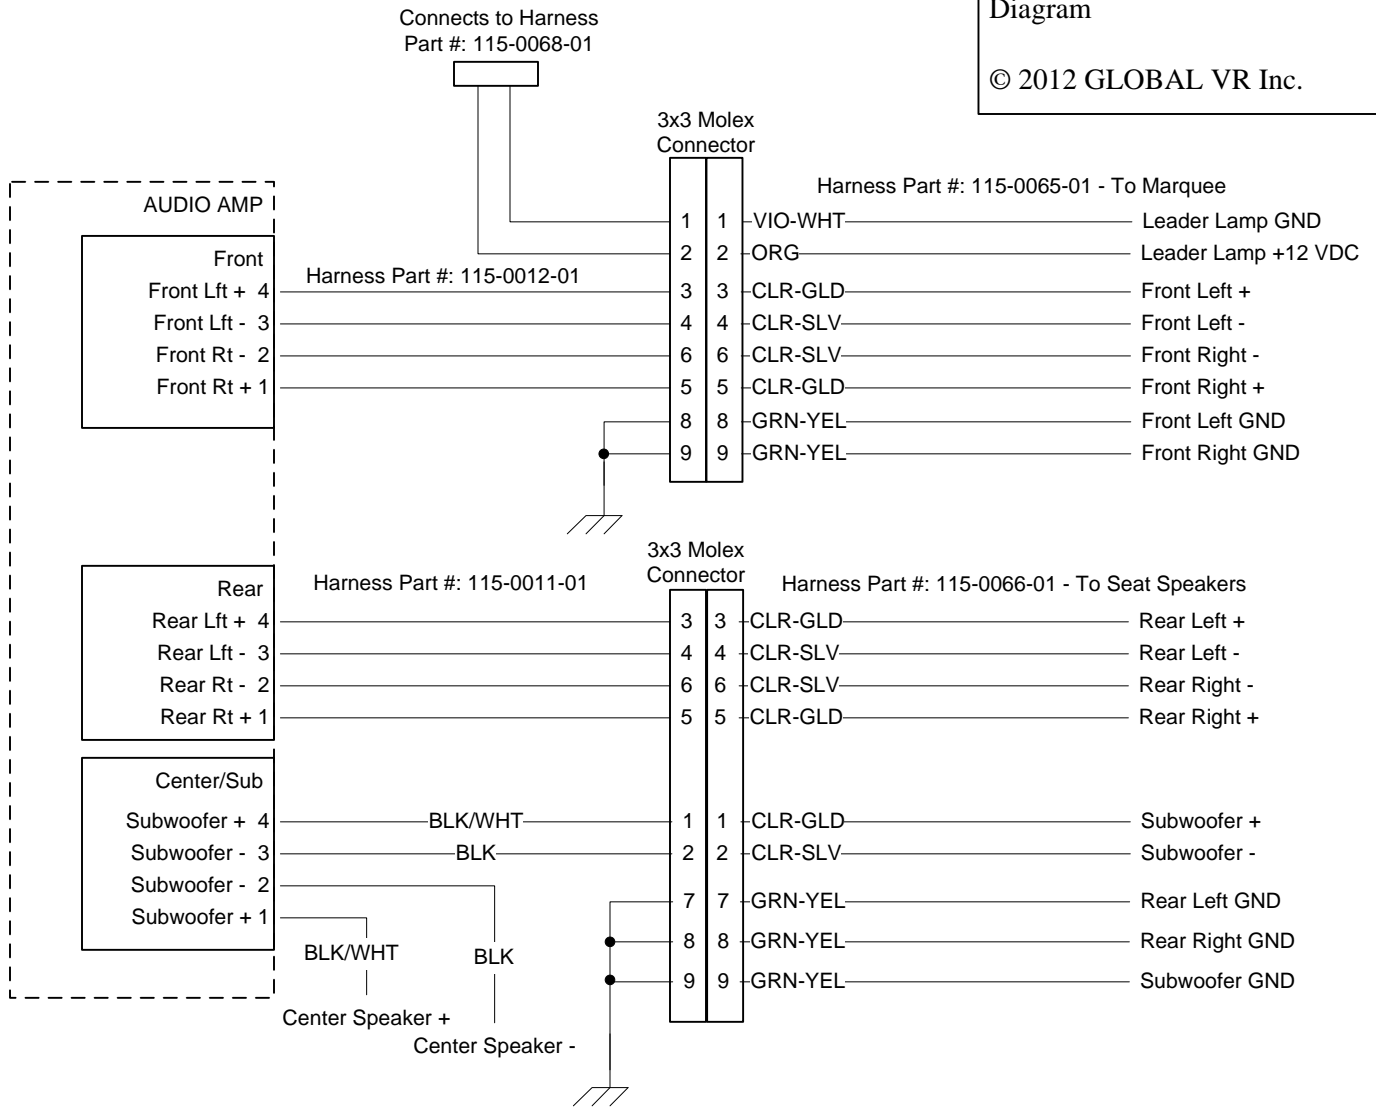 Diagram
© 2012 GLOBAL VR Inc.
Connects to Harness
Part #: 115-0068-01
3x3 Molex
Connector
Harness Part #: 115-0065-01 - To Marquee
AUDIO AMP
1 1 VIO-WHT Leader Lamp GND
Front 2 2 ORG Leader Lamp +12 VDC
Harness Part #: 115-0012-01
Front Lft + 4 3 3 CLR-GLD Front Left +
Front Lft - 3 4 4 CLR-SLV Front Left -
Front Rt - 2 6 6 CLR-SLV Front Right -
Front Rt + 1 5 5 CLR-GLD Front Right +
8 8 GRN-YEL Front Left GND
9 9 GRN-YEL Front Right GND
3x3 Molex
Connector
Rear Harness Part #: 115-0011-01 Harness Part #: 115-0066-01 - To Seat Speakers
Rear Lft + 4 3 3 CLR-GLD Rear Left +
Rear Lft - 3 4 4 CLR-SLV Rear Left -
Rear Rt - 2 6 6 CLR-SLV Rear Right -
Rear Rt + 1 5 5 CLR-GLD Rear Right +
Center/Sub
Subwoofer + 4 BLK/WHT 1 1 CLR-GLD Subwoofer +
Subwoofer - 3 BLK 2 2 CLR-SLV Subwoofer -
Subwoofer - 2
7 7 GRN-YEL Rear Left GND
Subwoofer + 1
8 8 GRN-YEL Rear Right GND
BLK/WHT BLK
9 9 GRN-YEL Subwoofer GND
Center Speaker +
Center Speaker -